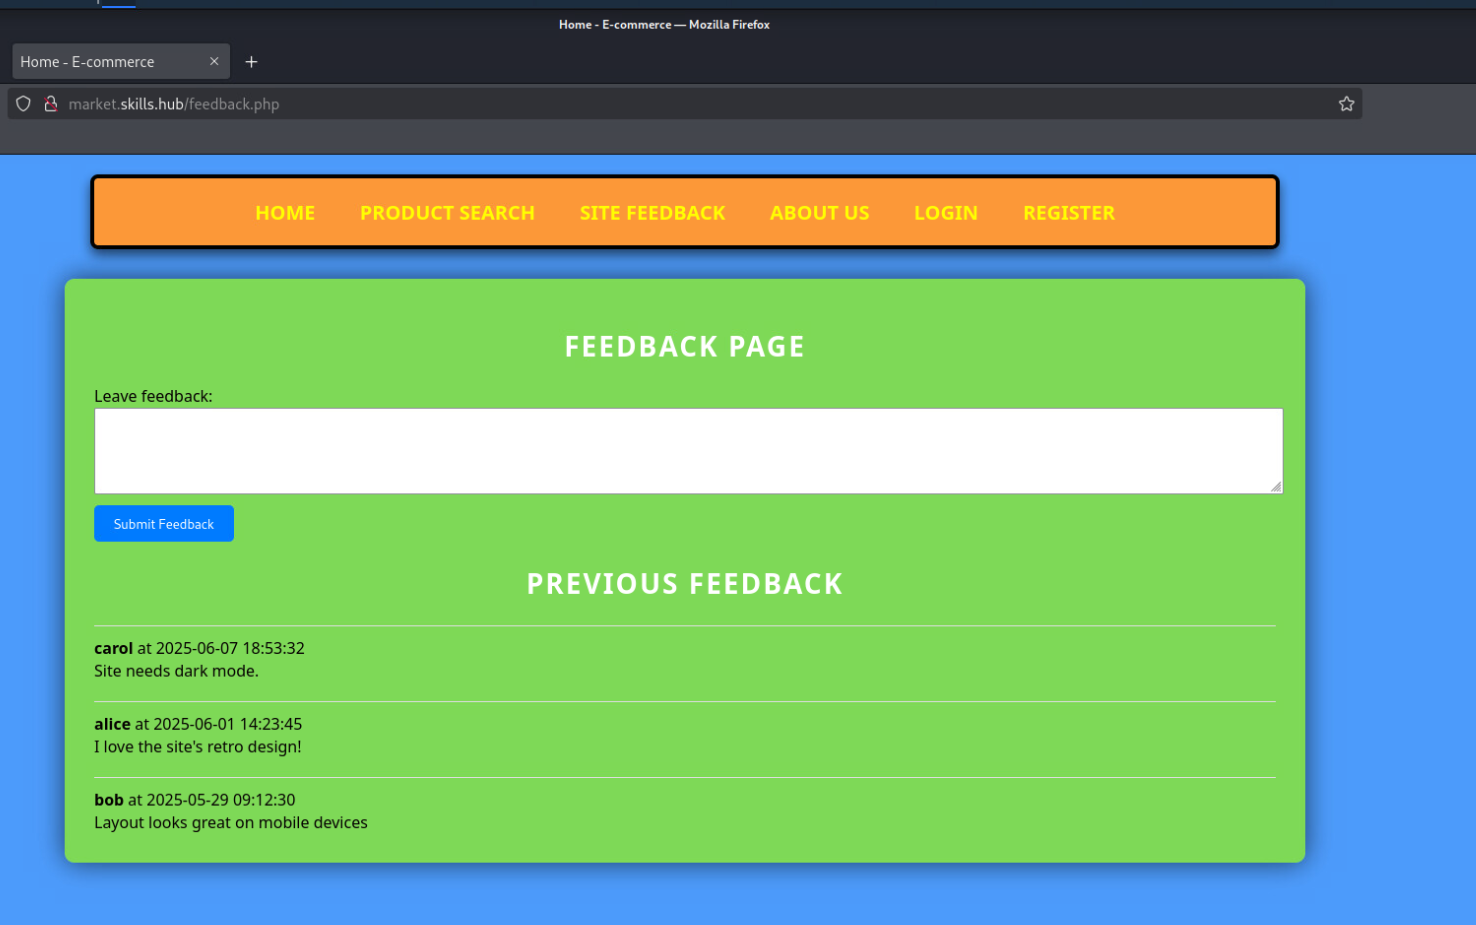 Home - E-commerce — Mozilla Firefox
Home - E-commerce
market.skills.hub/feedback.php
HOME PRODUCT SEARCH SITE FEEDBACK ABOUT US LOGIN REGISTER
FEEDBACK PAGE
Leave feedback:
Submit Feedback
PREVIOUS FEEDBACK
carol at 2025-06-07 18:53:32
Site needs dark mode.
alice at 2025-06-01 14:23:45
I love the site's retro design!
bob at 2025-05-29 09:12:30
Layout looks great on mobile devices